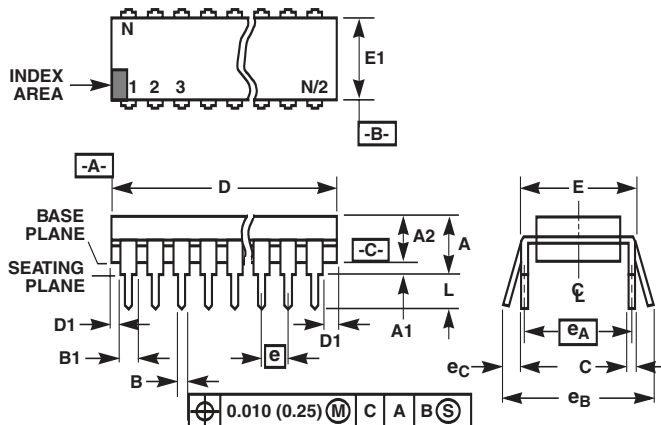 N
E1
INDEX
AREA
1 2 3 N/2
-B-
-A-
D
E
BASE
PLANE
A2
A
-C-
SEATING
PLANE
L
C
L
D1
A1
D1
eA
B1
e
eC
C
B
eB
0.010 (0.25) M C A B S